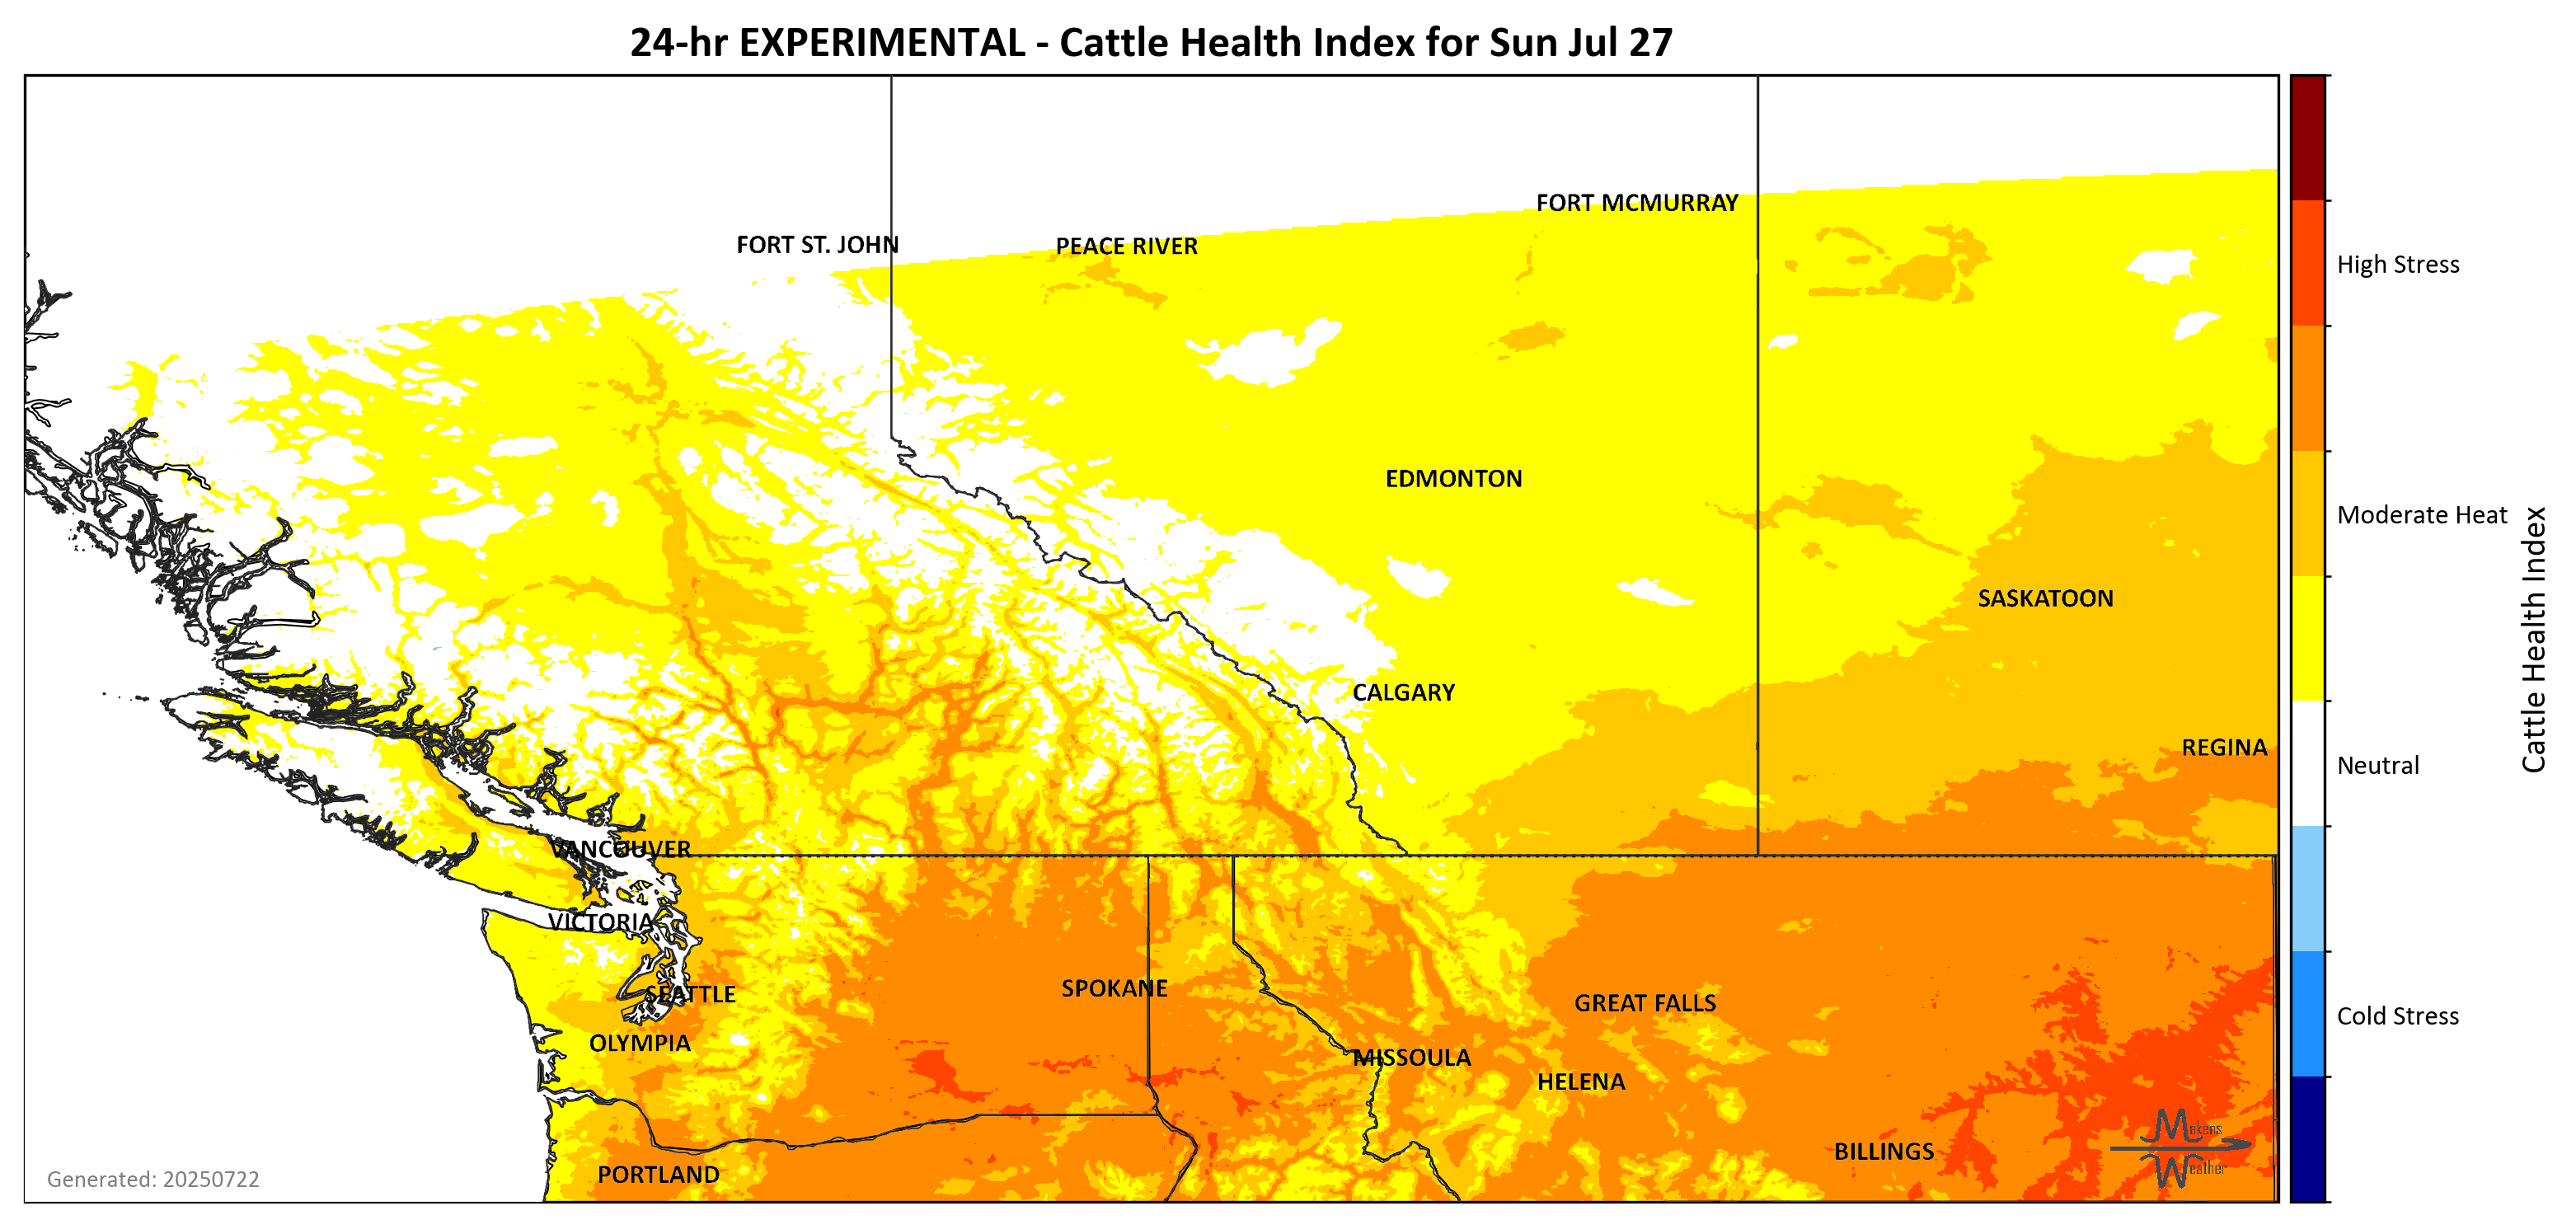 24-hr EXPERIMENTAL - Cattle Health Index for Sun Jul 27
FORT MCMURRAY
FORT ST. JOHN
PEACE RIVER
High Stress
EDMONTON
Moderate Heat
SASKATOON
CALGARY
REGINA
Neutral
Cattle Health Index
VANCOUVER
VICTORIA
SPOKANE
SEATTLE
GREAT FALLS
Cold Stress
OLYMPIA
MISSOULA
HELENA
Makens
Weather
BILLINGS
PORTLAND
Generated: 20250722